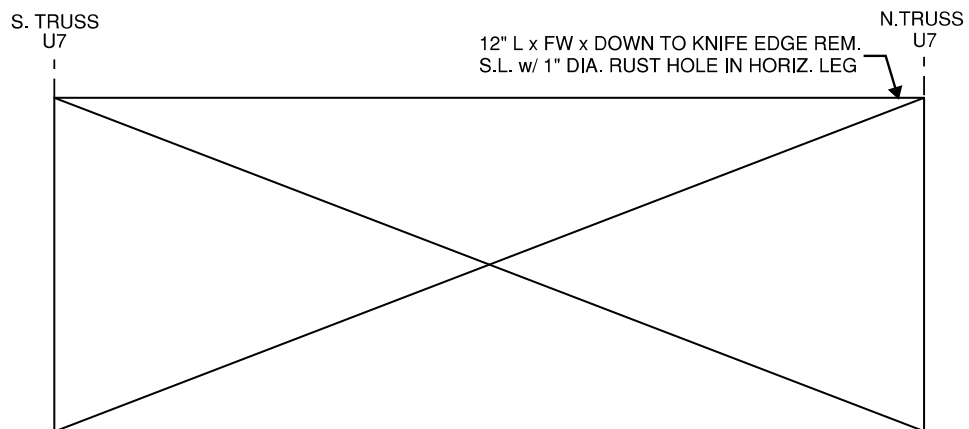 S. TRUSS
U7
N.TRUSS
U7
12" L x FW x DOWN TO KNIFE EDGE REM.
S.L. w/ 1" DIA. RUST HOLE IN HORIZ. LEG